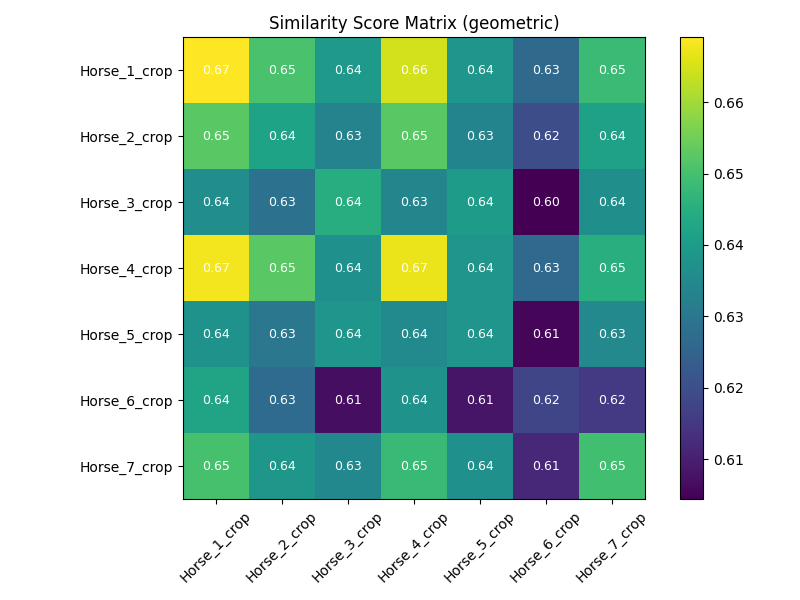 Similarity Score Matrix (geometric)
Horse_1_crop 0.67 0.65 0.64 0.66 0.64 0.63 0.65
Horse_2_crop 0.65 0.64 0.63 0.65 0.63 0.62 0.64
Horse_3_crop 0.64 0.63 0.64 0.63 0.64 0.60 0.64
Horse_4_crop 0.67 0.65 0.64 0.67 0.64 0.63 0.65
Horse_5_crop 0.64 0.63 0.64 0.64 0.64 0.61 0.63
Horse_6_crop 0.64 0.63 0.61 0.64 0.61 0.62 0.62
Horse_7_crop 0.65 0.64 0.63 0.65 0.64 0.61 0.65
Horse_1_crop Horse_2_crop Horse_3_crop Horse_4_crop Horse_5_crop Horse_6_crop Horse_7_crop
0.66
0.65
0.64
0.63
0.62
0.61